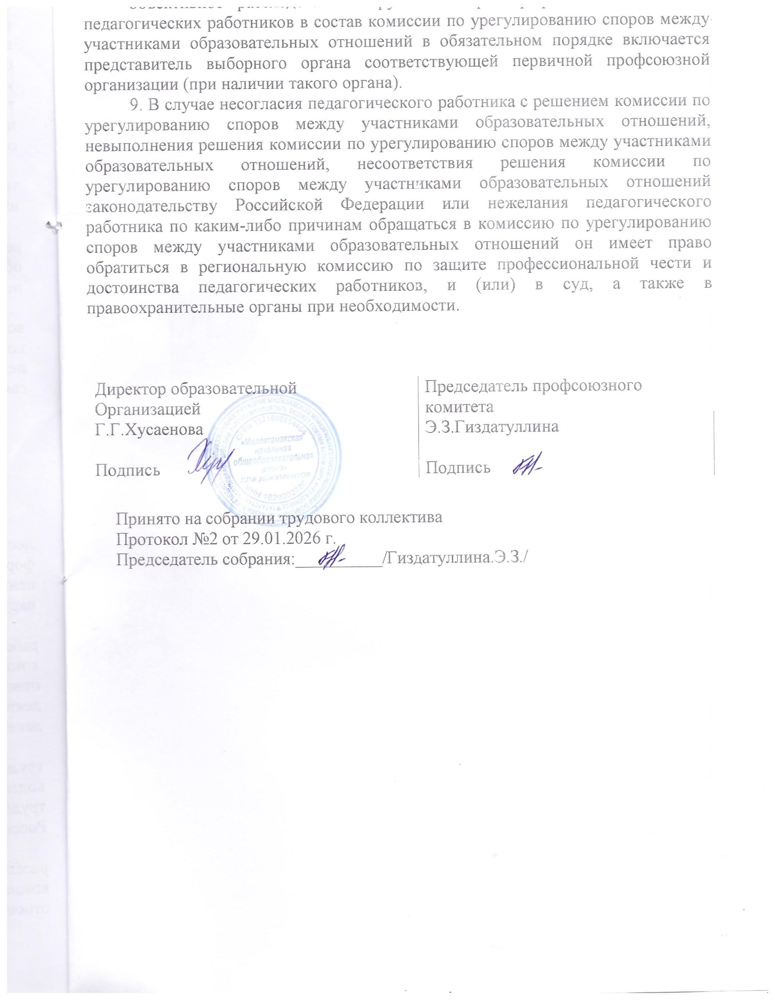 педагогических работников в состав комиссии по урегулированию споров между
участниками образовательных отношений в обязательном порядке включается
представитель выборного органа соответствующей первичной профсоюзной
организации (при наличии такого органа).
9. В случае несогласия педагогического работника с решением комиссии по
урегулированию споров между участниками образовательных отношений,
невыполнения решения комиссии по урегулированию споров между участниками
образовательных отношений, несоответствия решения комиссии по
урегулированию споров между участниками образовательных отношений
законодательству Российской Федерации или нежелания педагогического
работника по каким-либо причинам обращаться в комиссию по урегулированию
споров между участниками образовательных отношений он имеет право
обратиться в региональную комиссию по защите профессиональной чести и
достоинства педагогических работников, и (или) в суд, а также в
правоохранительные органы при необходимости.
Директор образовательной
Организацией
Г.Г.Хусаенова
Подпись
Председатель профсоюзного
комитета
Э.З.Гиздатуллина
Подпись
«Меллятамакская
начальная
общеобразовательная
школа»
ДЛЯ ДОКУМЕНТОВ
ИНН 1629002780
Принято на собрании трудового коллектива
Протокол №2 от 29.01.2026 г.
Председатель собрания:___________/Гиздатуллина.Э.З./